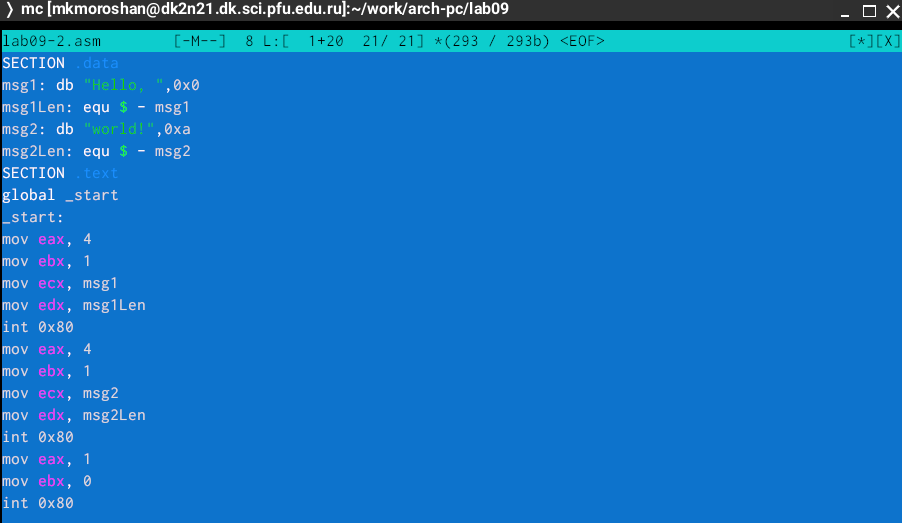 ❭ mc [mkmoroshan@dk2n21.dk.sci.pfu.edu.ru]:~/work/arch-pc/lab09
lab09-2.asm        [-M--]  8 L:[  1+20  21/ 21] *(293 / 293b) <EOF>                           [*][X]
SECTION .data
msg1: db "Hello, ",0x0
msg1Len: equ $ - msg1
msg2: db "world!",0xa
msg2Len: equ $ - msg2
SECTION .text
global _start
_start:
mov eax, 4
mov ebx, 1
mov ecx, msg1
mov edx, msg1Len
int 0x80
mov eax, 4
mov ebx, 1
mov ecx, msg2
mov edx, msg2Len
int 0x80
mov eax, 1
mov ebx, 0
int 0x80